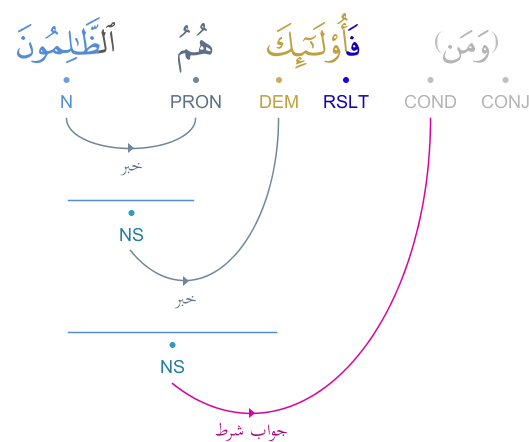 (وَمَن) فَأُو۟لَـٰٓئِكَ هُمُ ٱلظَّـٰلِمُونَ
CONJ COND RSLT DEM PRON N
خبر
NS
خبر
NS
جواب شرط